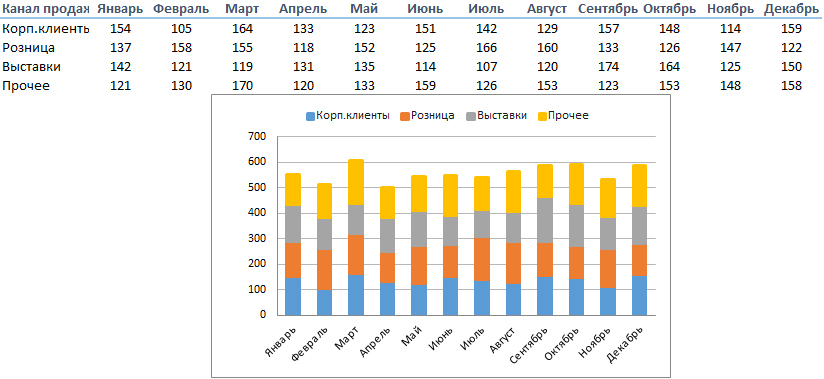 Канал продаж Январь Февраль Март Апрель Май Июнь Июль Август Сентябрь Октябрь Ноябрь Декабрь
Корп.клиенты 154 105 164 133 123 151 142 129 157 148 114 159
Розница 137 158 155 118 152 125 166 160 133 126 147 122
Выставки 142 121 119 131 135 114 107 120 174 164 125 150
Прочее 121 130 170 120 133 159 126 153 123 153 148 158
Корп.клиенты Розница Выставки Прочее
700
600
500
400
300
200
100
0
Январь Февраль Март Апрель Май Июнь Июль Август Сентябрь Октябрь Ноябрь Декабрь